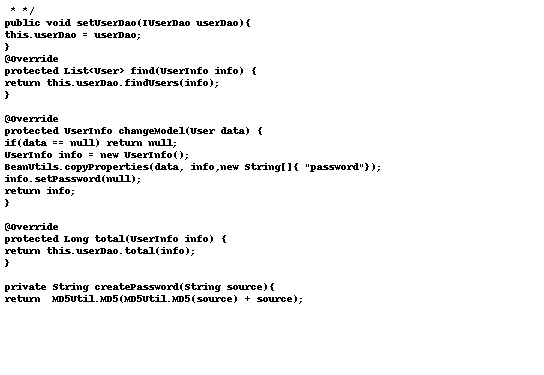 * */
public void setUserDao(IUserDao userDao){
this.userDao = userDao;
}
@Override
protected List<User> find(UserInfo info) {
return this.userDao.findUsers(info);
}
@Override
protected UserInfo changeModel(User data) {
if(data == null) return null;
UserInfo info = new UserInfo();
BeanUtils.copyProperties(data, info,new String[]{ "password"});
info.setPassword(null);
return info;
}
@Override
protected Long total(UserInfo info) {
return this.userDao.total(info);
}
private String createPassword(String source){
return  MD5Util.MD5(MD5Util.MD5(source) + source);